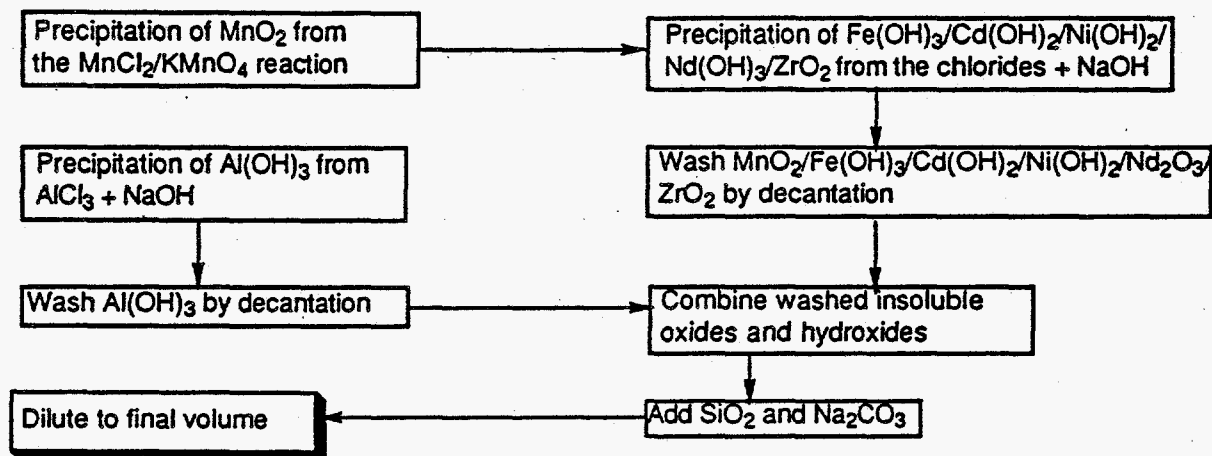 Precipitation of MnO₂ from
the MnCl₂/KMnO₄ reaction
Precipitation of Fe(OH)₃/Cd(OH)₂/Ni(OH)₂/
Nd(OH)₃/ZrO₂ from the chlorides + NaOH
Precipitation of Al(OH)₃ from
AlCl₃ + NaOH
Wash MnO₂/Fe(OH)₃/Cd(OH)₂/Ni(OH)₂/Nd₂O₃/
ZrO₂ by decantation
Wash Al(OH)₃ by decantation
Combine washed insoluble
oxides and hydroxides
Dilute to final volume
Add SiO₂ and Na₂CO₃